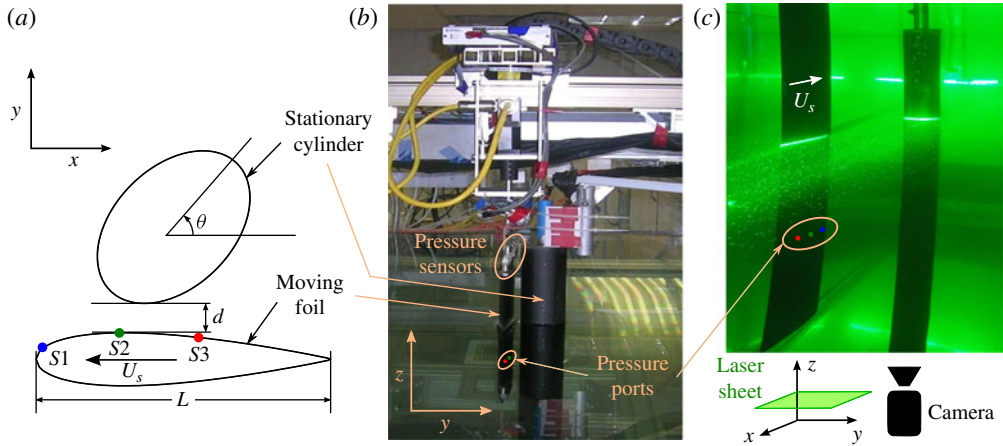 (a)
y
x
Stationary
cylinder
θ
Moving
foil
d
S1
S2
S3
U_s
L
(b)
Pressure
sensors
Pressure
ports
z
y
(c)
U_s
Laser
sheet
z
x
y
Camera